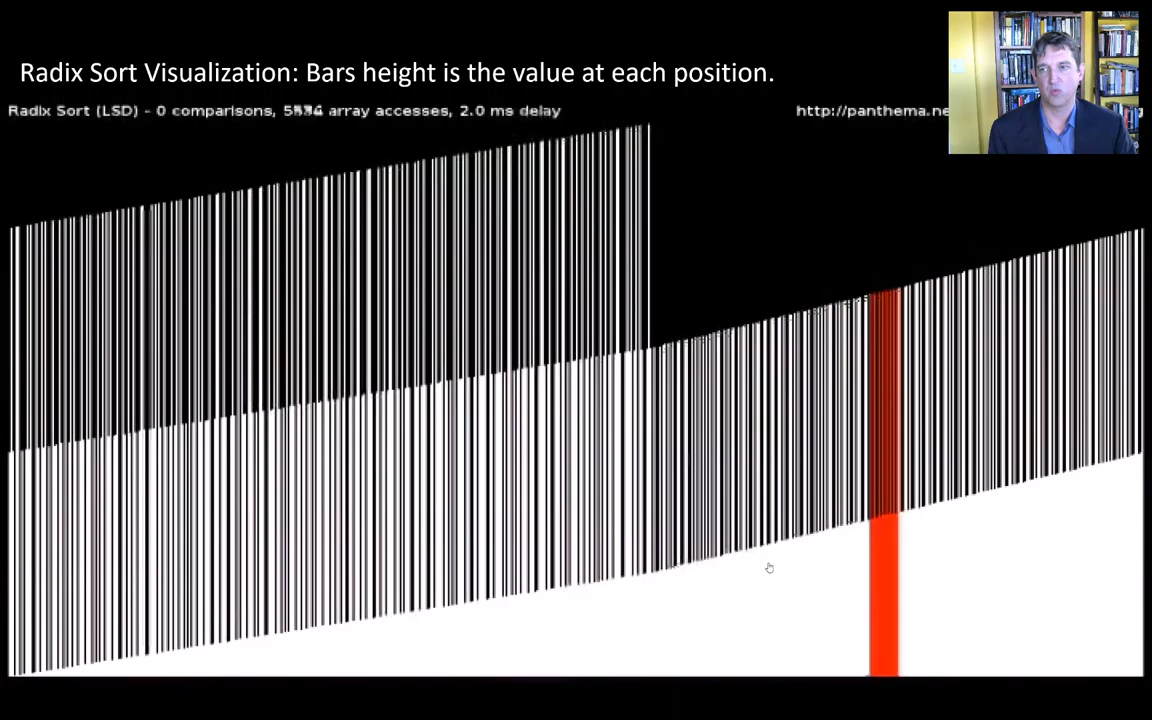 Radix Sort Visualization: Bars height is the value at each position.
Radix Sort (LSD) - 0 comparisons, array accesses, 2.0 ms delay
http://panthema.ne